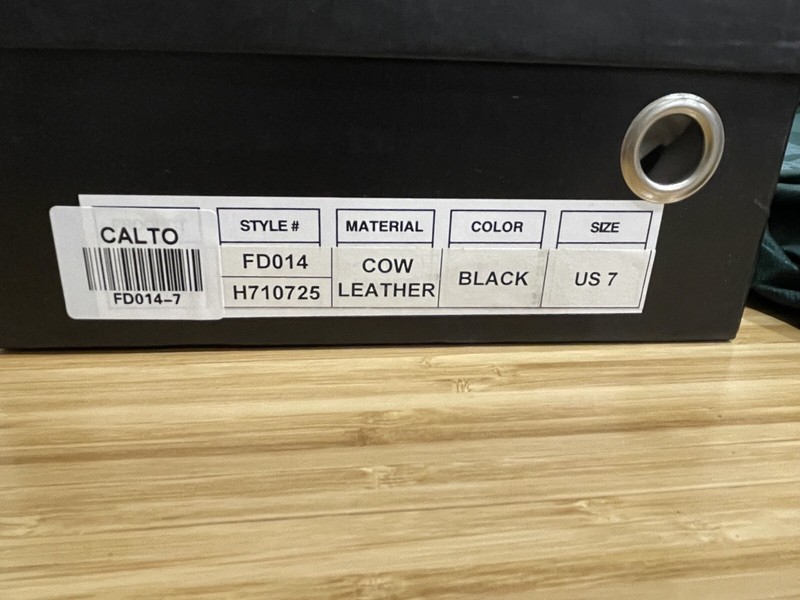 CALTO
FD014-7
STYLE # MATERIAL COLOR SIZE
FD014
H710725
COW
LEATHER
BLACK
US 7